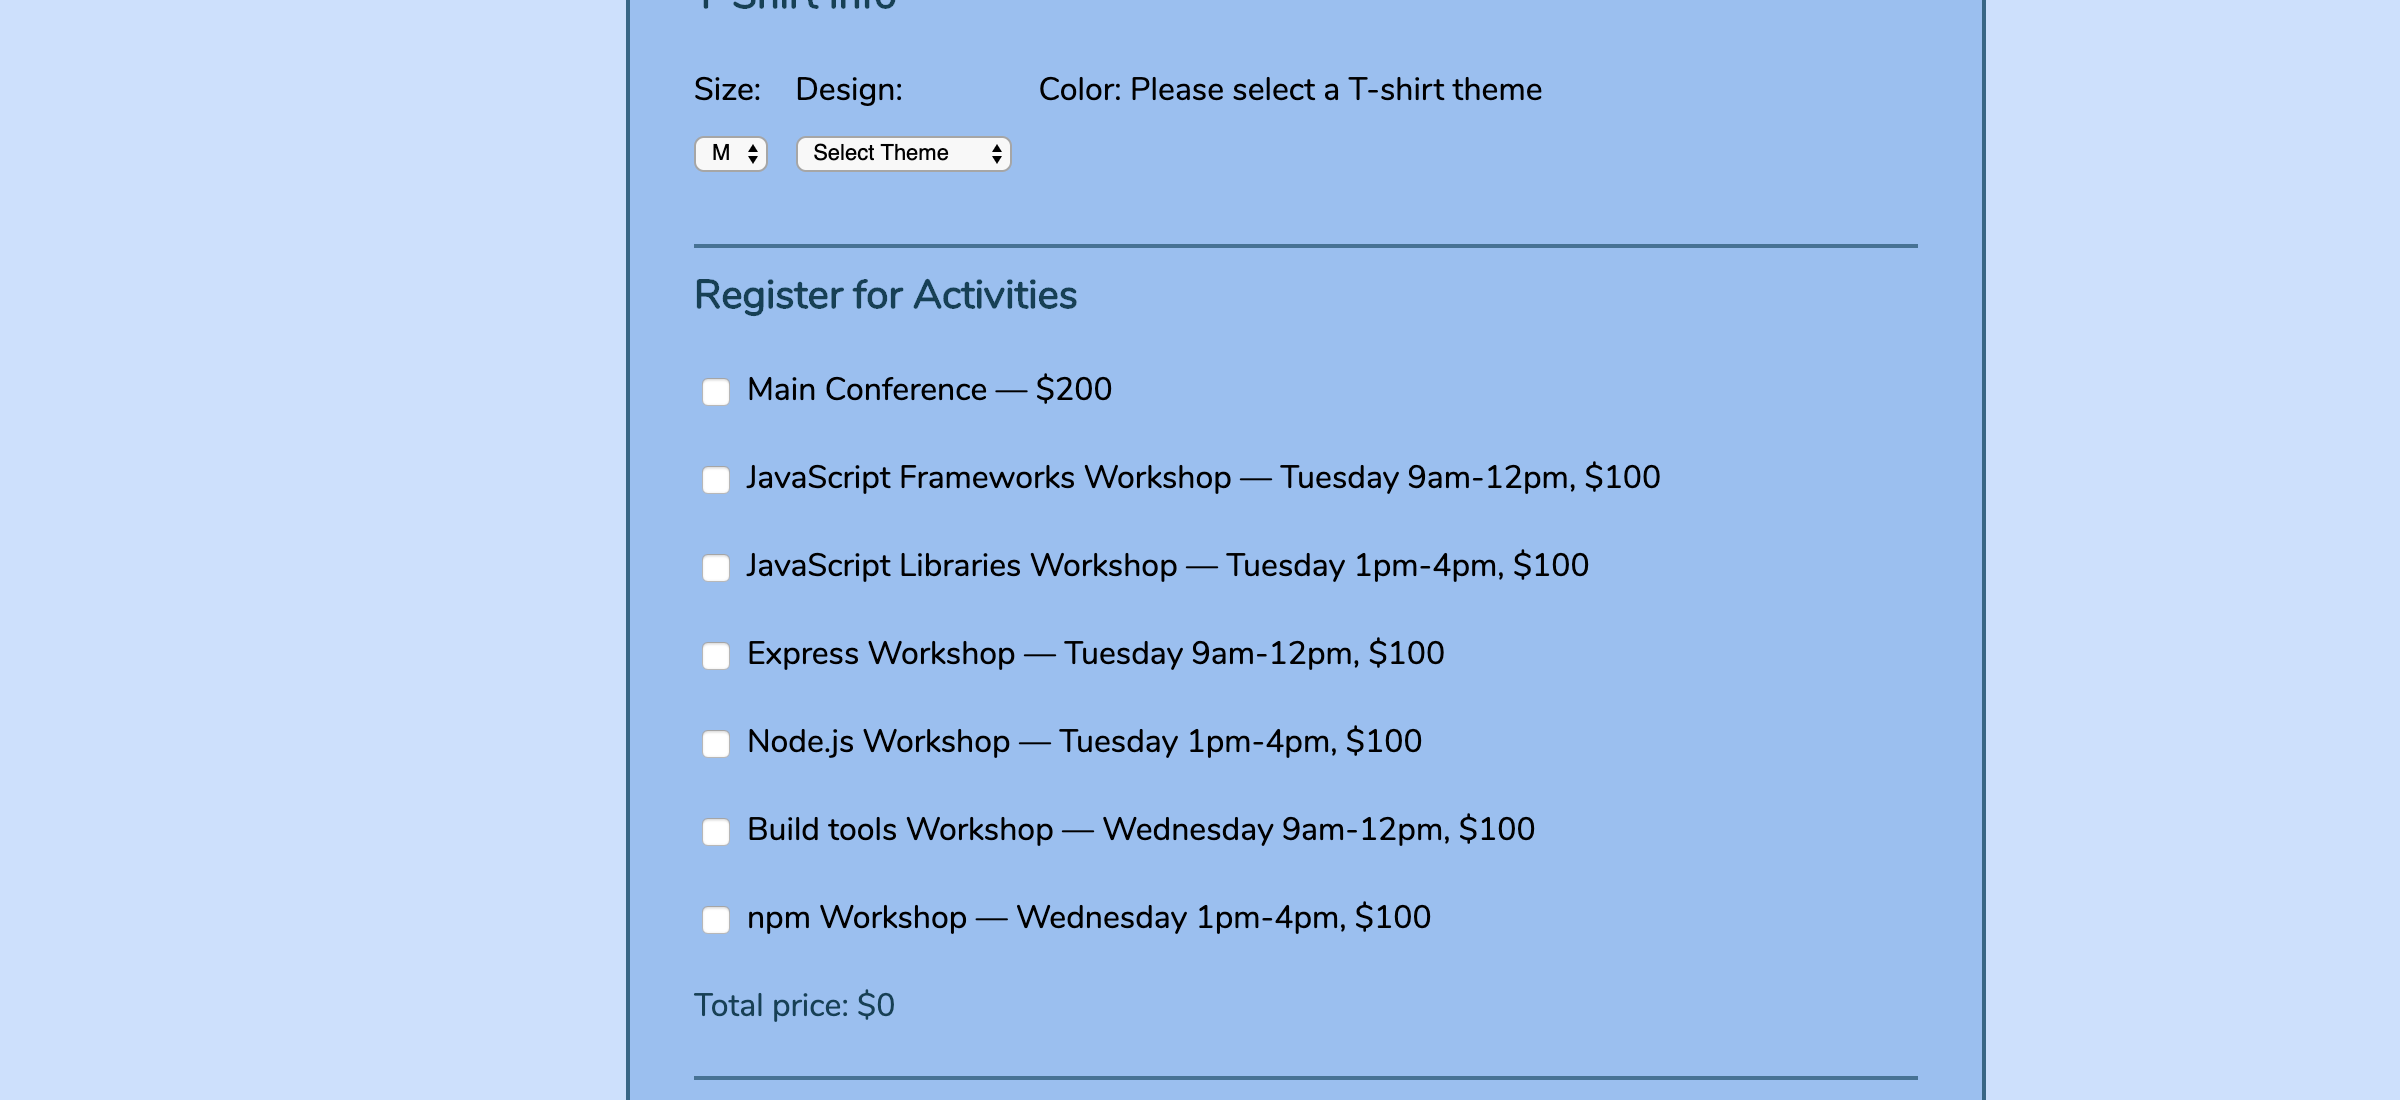 T-Shirt Info
Size: Design: Color: Please select a T-shirt theme
M Select Theme
Register for Activities
Main Conference — $200
JavaScript Frameworks Workshop — Tuesday 9am-12pm, $100
JavaScript Libraries Workshop — Tuesday 1pm-4pm, $100
Express Workshop — Tuesday 9am-12pm, $100
Node.js Workshop — Tuesday 1pm-4pm, $100
Build tools Workshop — Wednesday 9am-12pm, $100
npm Workshop — Wednesday 1pm-4pm, $100
Total price: $0